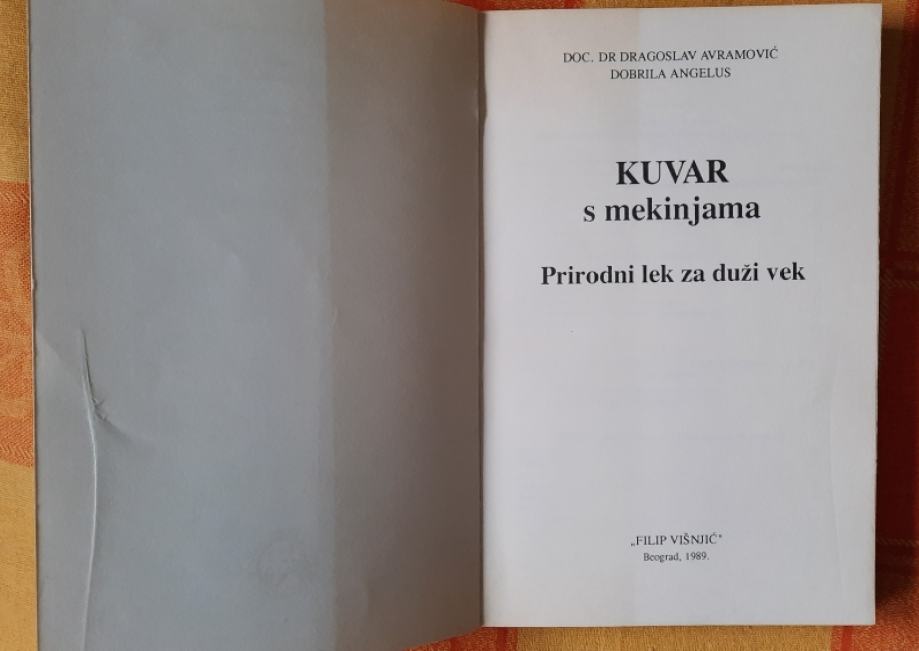 DOC. DR DRAGOSLAV AVRAMOVIĆ
DOBRILA ANGELUS
KUVAR
s mekinjama
Prirodni lek za duži vek
„FILIP VIŠNJIĆ“
Beograd, 1989.